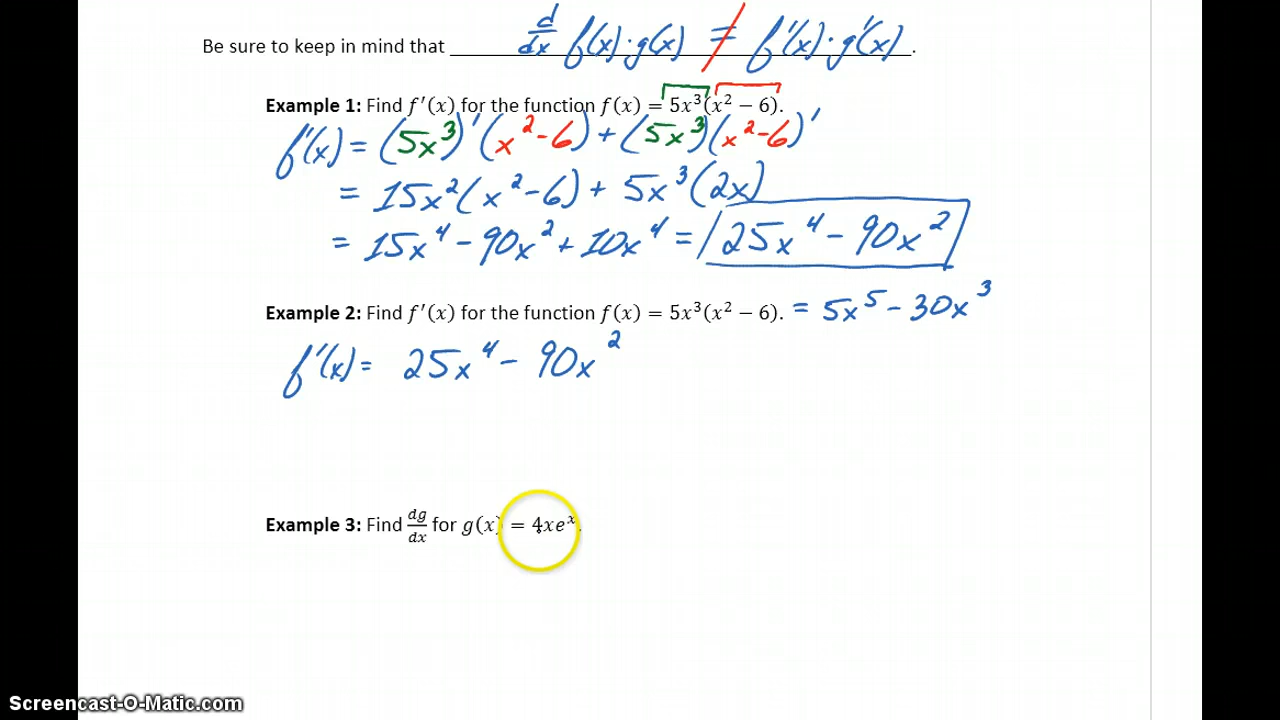 Be sure to keep in mind that d/dx f(x)·g(x) ≠ f'(x)·g'(x).
Example 1: Find f′(x) for the function f(x) = 5x³(x² − 6).
f'(x) = (5x³)'(x²-6) + (5x³)(x²-6)'
= 15x²(x²-6) + 5x³(2x)
= 15x⁴ - 90x² + 10x⁴ = 25x⁴ - 90x²
Example 2: Find f′(x) for the function f(x) = 5x³(x² − 6). = 5x⁵ - 30x³
f'(x) = 25x⁴ - 90x²
Example 3: Find dg/dx for g(x) = 4xeˣ.
Screencast-O-Matic.com